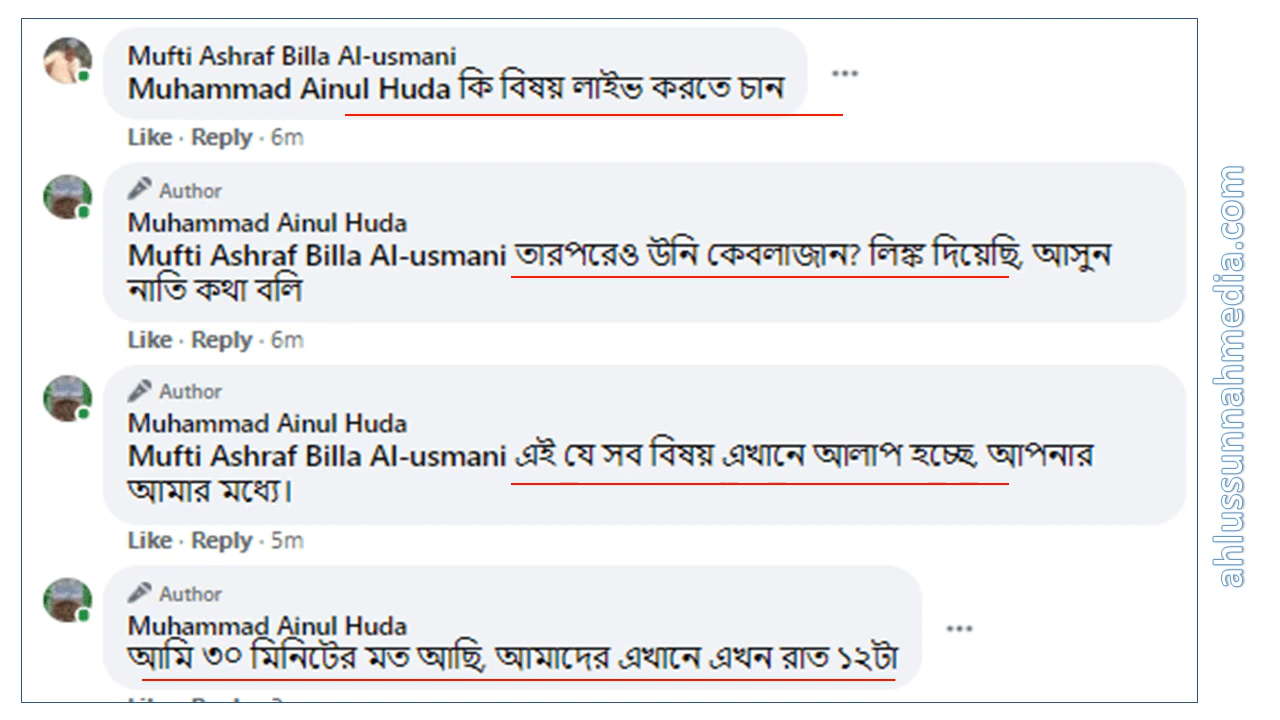 Mufti Ashraf Billa Al-usmani
Muhammad Ainul Huda কি বিষয় লাইভ করতে চান
Like · Reply · 6m
Author
Muhammad Ainul Huda
Mufti Ashraf Billa Al-usmani তারপরেও উনি কেবলাজান? লিঙ্ক দিয়েছি, আসুন
নাতি কথা বলি
Like · Reply · 6m
Author
Muhammad Ainul Huda
Mufti Ashraf Billa Al-usmani এই যে সব বিষয় এখানে আলাপ হচ্ছে, আপনার
আমার মধ্যে।
Like · Reply · 5m
Author
Muhammad Ainul Huda
আমি ৩০ মিনিটের মত আছি, আমাদের এখানে এখন রাত ১২টা
ahlussunnahmedia.com